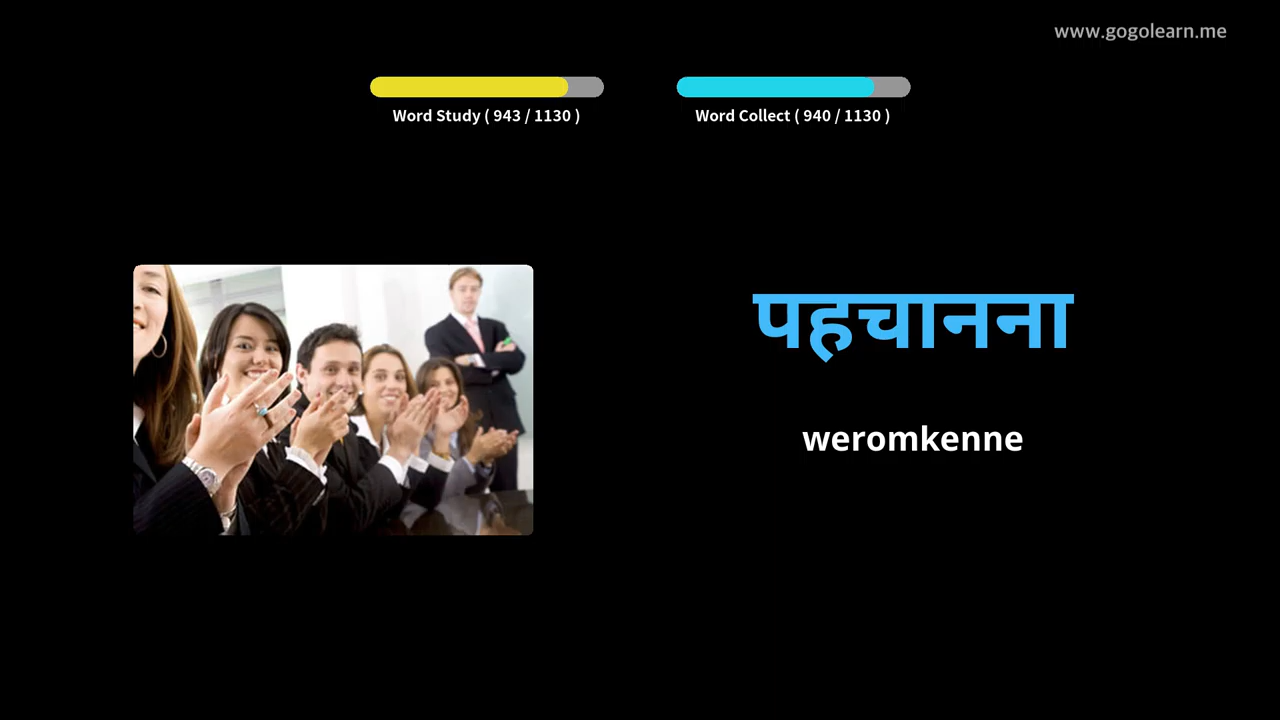 www.gogolearn.me
Word Study ( 943 / 1130 )
Word Collect ( 940 / 1130 )
पहचानना
weromkenne